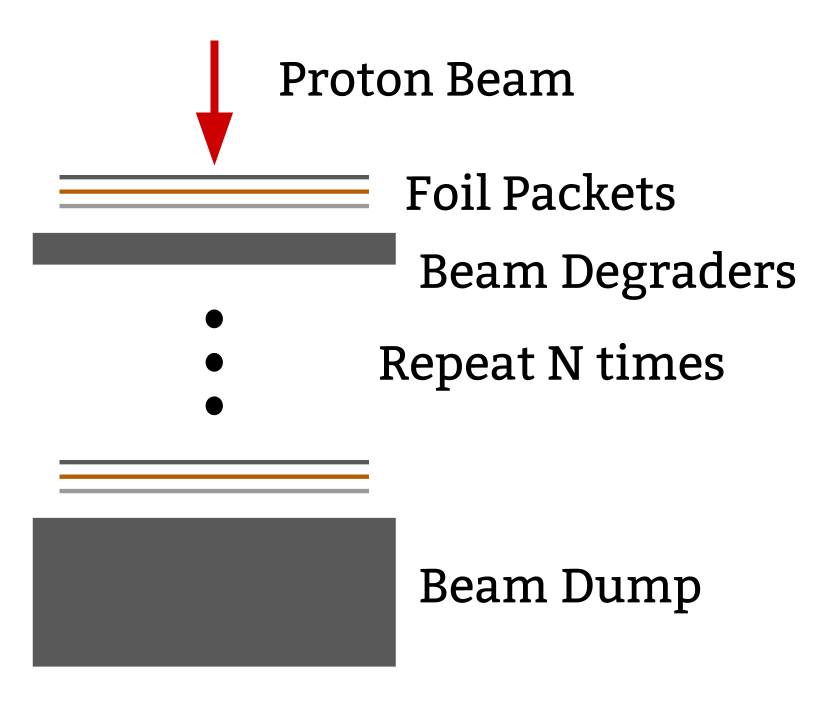 Proton Beam
Foil Packets
Beam Degraders
Repeat N times
Beam Dump